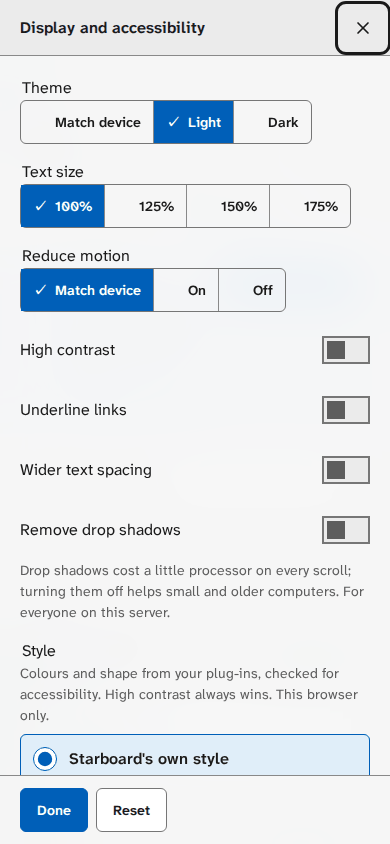 Display and accessibility
Theme
Match device
✓ Light
Dark
Text size
✓ 100%
125%
150%
175%
Reduce motion
✓ Match device
On
Off
High contrast
Underline links
Wider text spacing
Remove drop shadows
Drop shadows cost a little processor on every scroll;
turning them off helps small and older computers. For
everyone on this server.
Style
Colours and shape from your plug-ins, checked for
accessibility. High contrast always wins. This browser
only.
Starboard's own style
Done
Reset